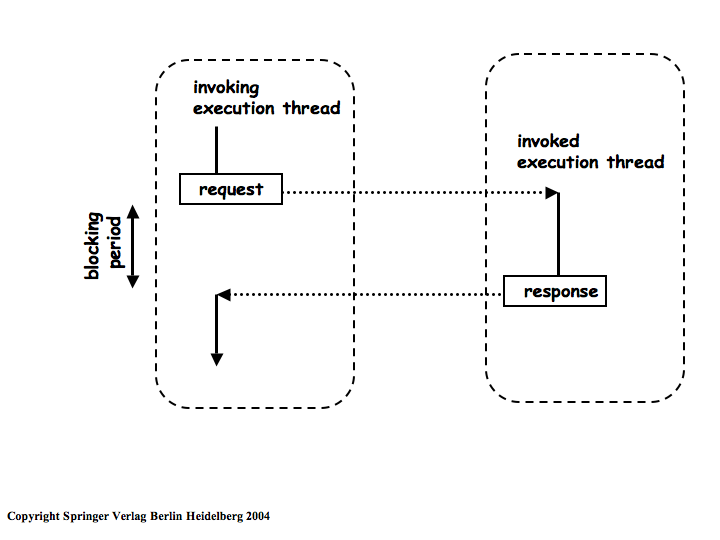 invoking
execution thread
invoked
execution thread
request
blocking
period
response
Copyright Springer Verlag Berlin Heidelberg 2004